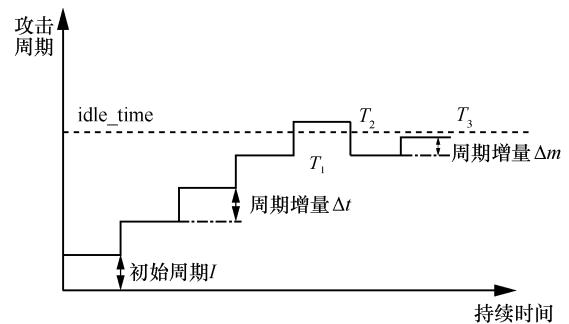 攻击
周期
idle_time
T₂
T₃
T₁
周期增量Δm
周期增量Δt
初始周期I
持续时间